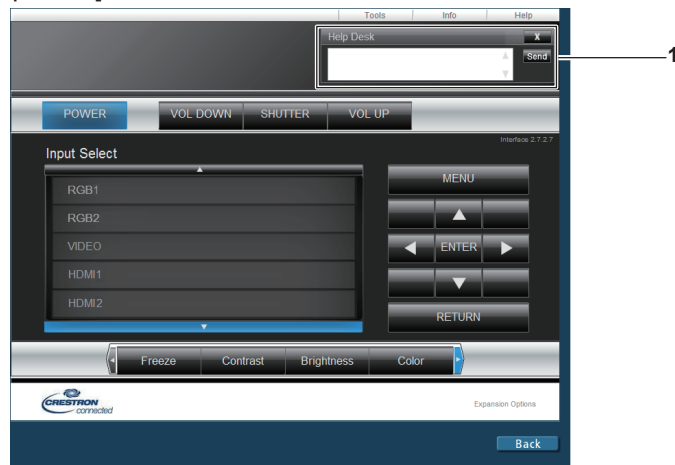 Tools Info Help
Help Desk X
Send
1
POWER VOL DOWN SHUTTER VOL UP
Interface 2.7.2.7
Input Select
MENU
RGB1
RGB2
VIDEO
ENTER
HDMI1
HDMI2
RETURN
Freeze Contrast Brightness Color
CRESTRON
connected
Expansion Options
Back